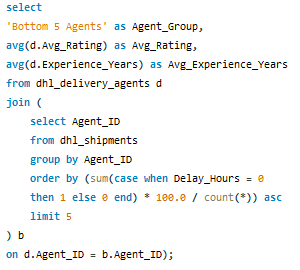 select
'Bottom 5 Agents' as Agent_Group,
avg(d.Avg_Rating) as Avg_Rating,
avg(d.Experience_Years) as Avg_Experience_Years
from dhl_delivery_agents d
join (
select Agent_ID
from dhl_shipments
group by Agent_ID
order by (sum(case when Delay_Hours = 0
then 1 else 0 end) * 100.0 / count(*)) asc
limit 5
) b
on d.Agent_ID = b.Agent_ID);